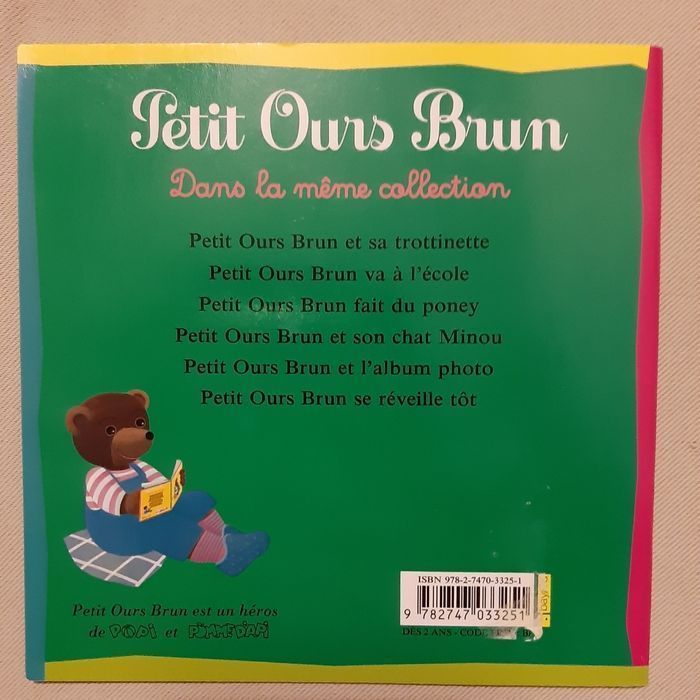 Petit Ours Brun
Dans la même collection
Petit Ours Brun et sa trottinette
Petit Ours Brun va à l'école
Petit Ours Brun fait du poney
Petit Ours Brun et son chat Minou
Petit Ours Brun et l'album photo
Petit Ours Brun se réveille tôt
ISBN 978-2-7470-3325-1
9 782747 033251
DÈS 2 ANS - CODE
Petit Ours Brun est un héros
de POPI et POMME D'API